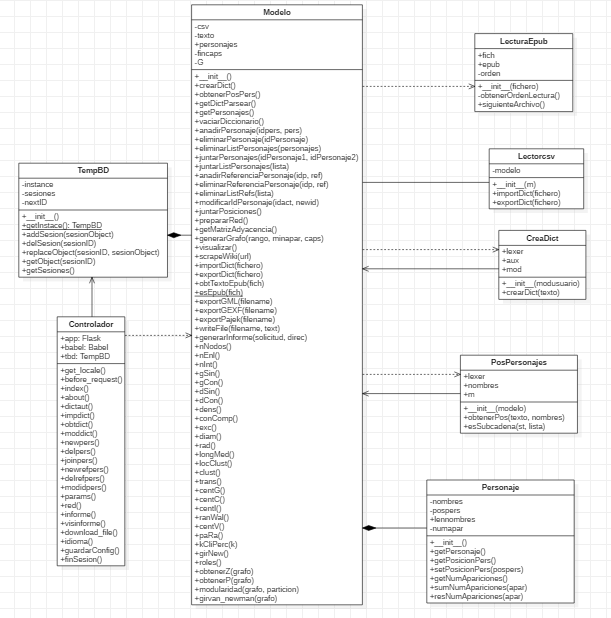 Modelo
-csv
-texto
+personajes
-fincaps
-G
+__init__()
+crearDict()
+obtenerPosPers()
+getDictParsear()
+getPersonajes()
+vaciarDiccionario()
+anadirPersonaje(idpers, pers)
+eliminarPersonaje(idPersonaje)
+eliminarListPersonajes(personajes)
+juntarPersonajes(idPersonaje1, idPersonaje2)
+juntarListPersonajes(lista)
+anadirReferenciaPersonaje(idp, ref)
+eliminarReferenciaPersonaje(idp, ref)
+eliminarListRefs(lista)
+modificarIdPersonaje(idact, newid)
+juntarPosiciones()
+prepararRed()
+getMatrizAdyacencia()
+generarGrafo(rango, minapar, caps)
+visualizar()
+scrapeWiki(url)
+importDict(fichero)
+exportDict(fichero)
+obtTextoEpub(fich)
+esEpub(fich)
+exportGML(filename)
+exportGEXF(filename)
+exportPajek(filename)
+writeFile(filename, text)
+generarInforme(solicitud, direc)
+nNodos()
+nEnl()
+nInt()
+gSin()
+gCon()
+dSin()
+dCon()
+dens()
+conComp()
+exc()
+diam()
+rad()
+longMed()
+locClust()
+clust()
+trans()
+centG()
+centC()
+centI()
+ranWal()
+centV()
+paRa()
+kCliPerc(k)
+girNew()
+roles()
+obtenerZ(grafo)
+obtenerP(grafo)
+modularidad(grafo, particion)
+girvan_newman(grafo)
TempBD
-instance
-sesiones
-nextID
+__init__()
+getInstace(): TempBD
+addSesion(sesionObject)
+delSesion(sesionID)
+replaceObject(sesionID, sesionObject)
+getObject(sesionID)
+getSesiones()
Controlador
+app: Flask
+babel: Babel
+tbd: TempBD
+get_locale()
+before_request()
+index()
+about()
+dictaut()
+impdict()
+obtdict()
+moddict()
+newpers()
+delpers()
+joinpers()
+newrefpers()
+delrefpers()
+modidpers()
+params()
+red()
+informe()
+visinforme()
+download_file()
+idioma()
+guardarConfig()
+finSesion()
LecturaEpub
+fich
+epub
-orden
+__init__(fichero)
-obtenerOrdenLectura()
+siguienteArchivo()
Lectorcsv
-modelo
+__init__(m)
+importDict(fichero)
+exportDict(fichero)
CreaDict
+lexer
+aux
+mod
+__init__(modusuario)
+crearDict(texto)
PosPersonajes
+lexer
+nombres
+m
+__init__(modelo)
+obtenerPos(texto, nombres)
+esSubcadena(st, lista)
Personaje
-nombres
-pospers
+lennombres
-numapar
+__init__()
+getPersonaje()
+getPosicionPers()
+setPosicionPers(pospers)
+getNumApariciones()
+sumNumApariciones(apar)
+resNumApariciones(apar)